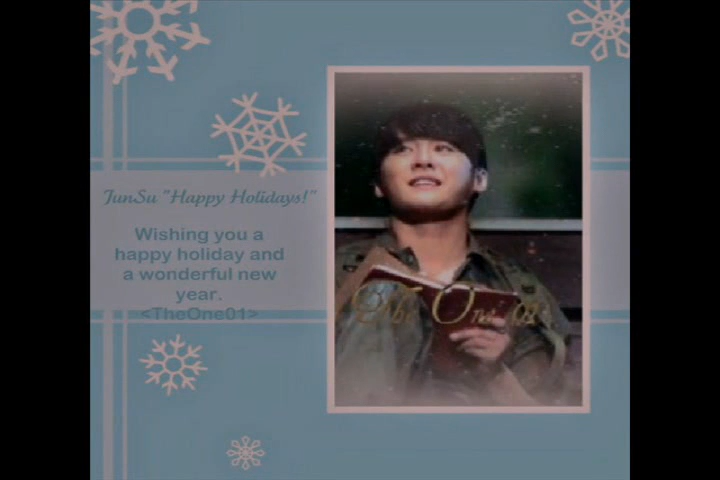 JunSu "Happy Holidays!"
Wishing you a
happy holiday and
a wonderful new
year.
<TheOne01>
The One 01